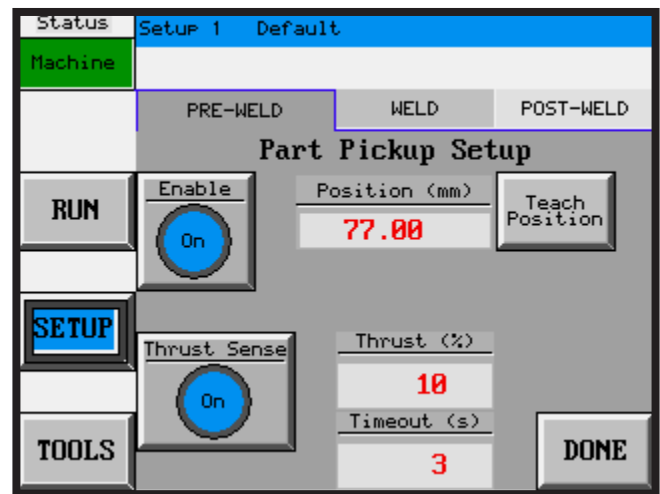 Status
Setup 1 Default
Machine
PRE-WELD
WELD
POST-WELD
Part Pickup Setup
RUN
Enable
On
Position (mm)
77.00
Teach
Position
SETUP
Thrust Sense
On
Thrust (%)
10
Timeout (s)
3
TOOLS
DONE